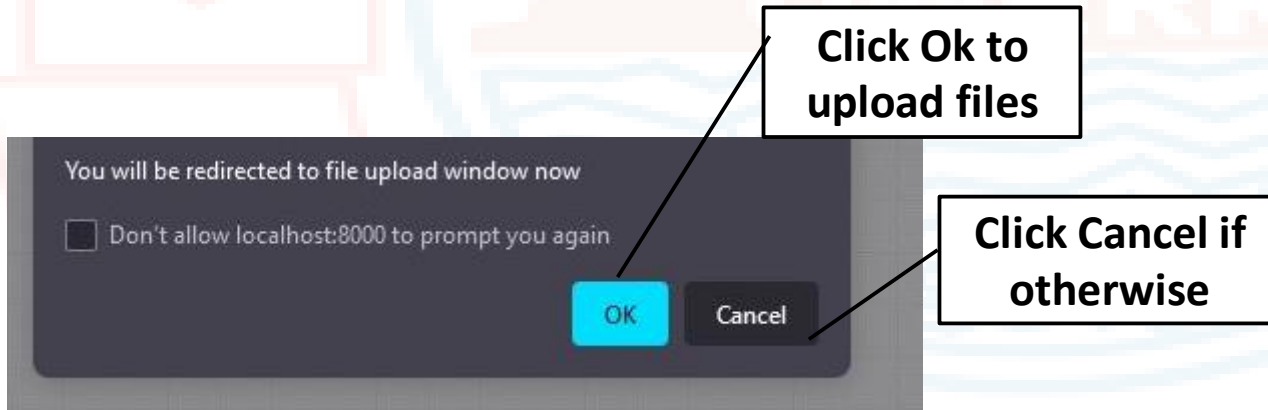 Click Ok to
upload files
You will be redirected to file upload window now
Don't allow localhost:8000 to prompt you again
Click Cancel if
otherwise
OK
Cancel